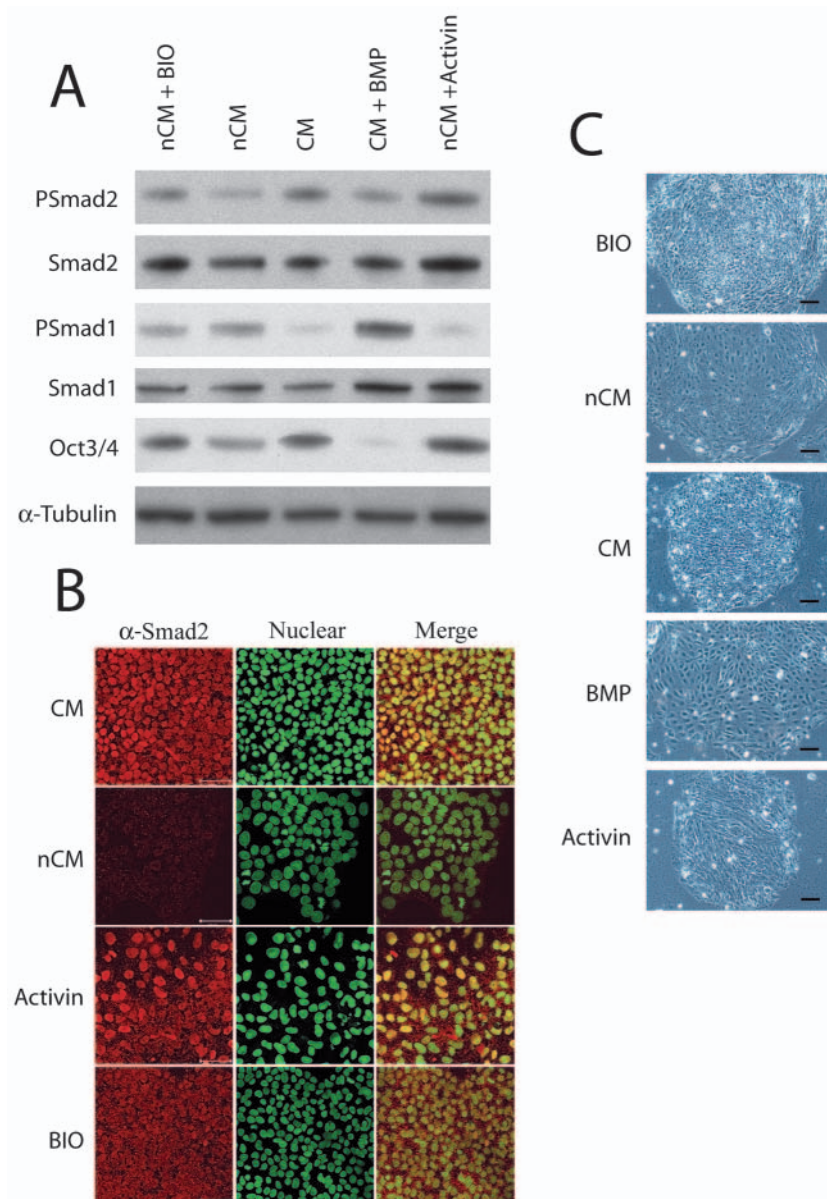 A
nCM + BIO
nCM
CM
CM + BMP
nCM +Activin
PSmad2
Smad2
PSmad1
Smad1
Oct3/4
α-Tubulin
B
α-Smad2 Nuclear Merge
CM
nCM
Activin
BIO
C
BIO
nCM
CM
BMP
Activin